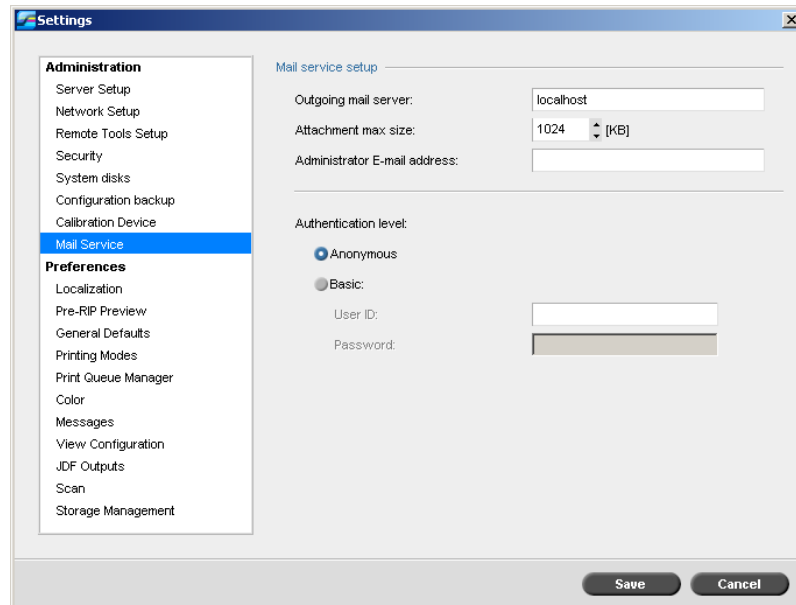 Settings
Administration
Server Setup
Network Setup
Remote Tools Setup
Security
System disks
Configuration backup
Calibration Device
Mail Service
Preferences
Localization
Pre-RIP Preview
General Defaults
Printing Modes
Print Queue Manager
Color
Messages
View Configuration
JDF Outputs
Scan
Storage Management
Mail service setup
Outgoing mail server: localhost
Attachment max size: 1024 [KB]
Administrator E-mail address:
Authentication level:
Anonymous
Basic:
User ID:
Password:
Save Cancel